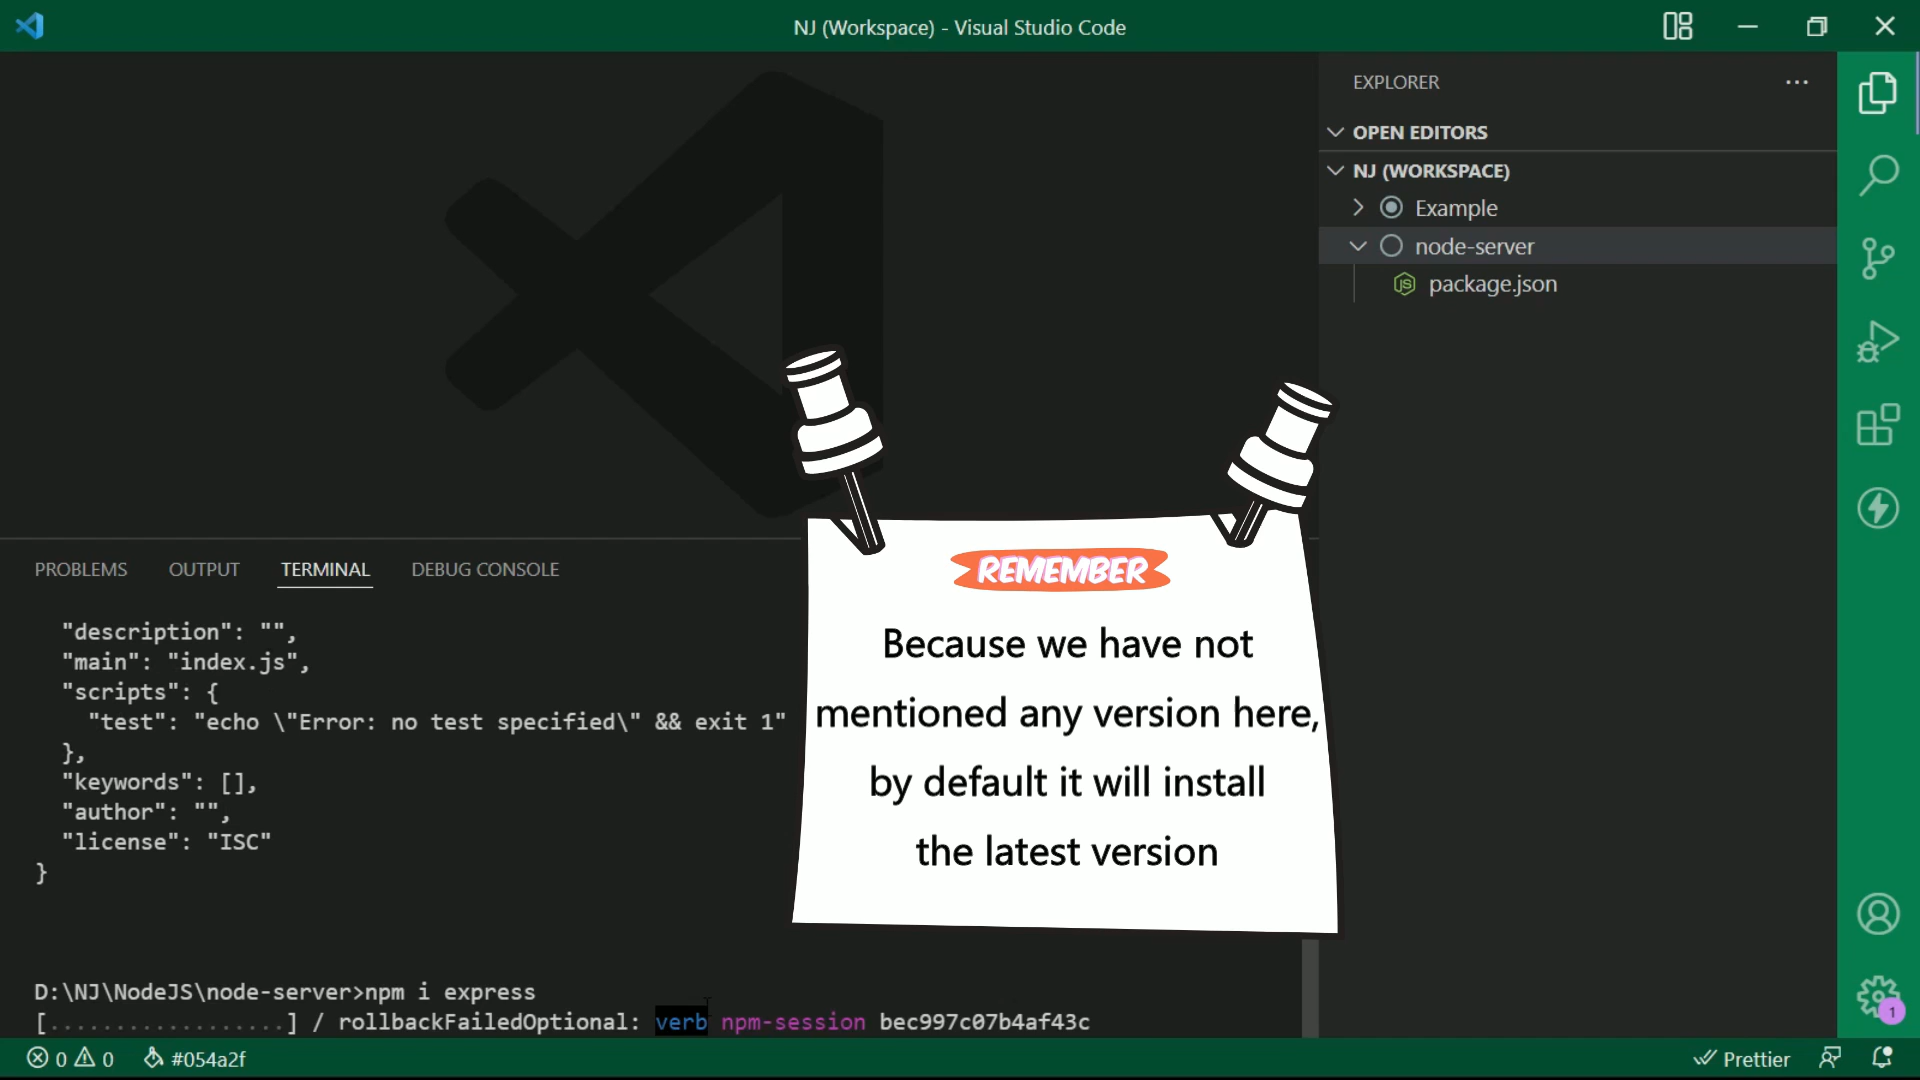 NJ (Workspace) - Visual Studio Code
EXPLORER
OPEN EDITORS
NJ (WORKSPACE)
Example
node-server
package.json
PROBLEMS OUTPUT TERMINAL DEBUG CONSOLE
"description": "",
"main": "index.js",
"scripts": {
"test": "echo \"Error: no test specified\" && exit 1"
},
"keywords": [],
"author": "",
"license": "ISC"
}
D:\NJ\NodeJS\node-server>npm i express
[...................] / rollbackFailedOptional: verb npm-session bec997c07b4af43c
REMEMBER
Because we have not
mentioned any version here,
by default it will install
the latest version
1
0 0 #054a2f
Prettier